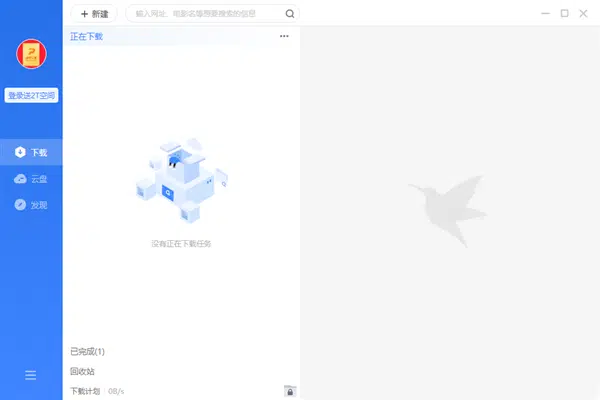 新建
输入网址、电影名等想要搜索的信息
正在下载
登录送2T空间
下载
云盘
发现
没有正在下载任务
已完成(1)
回收站
下载计划
0B/s